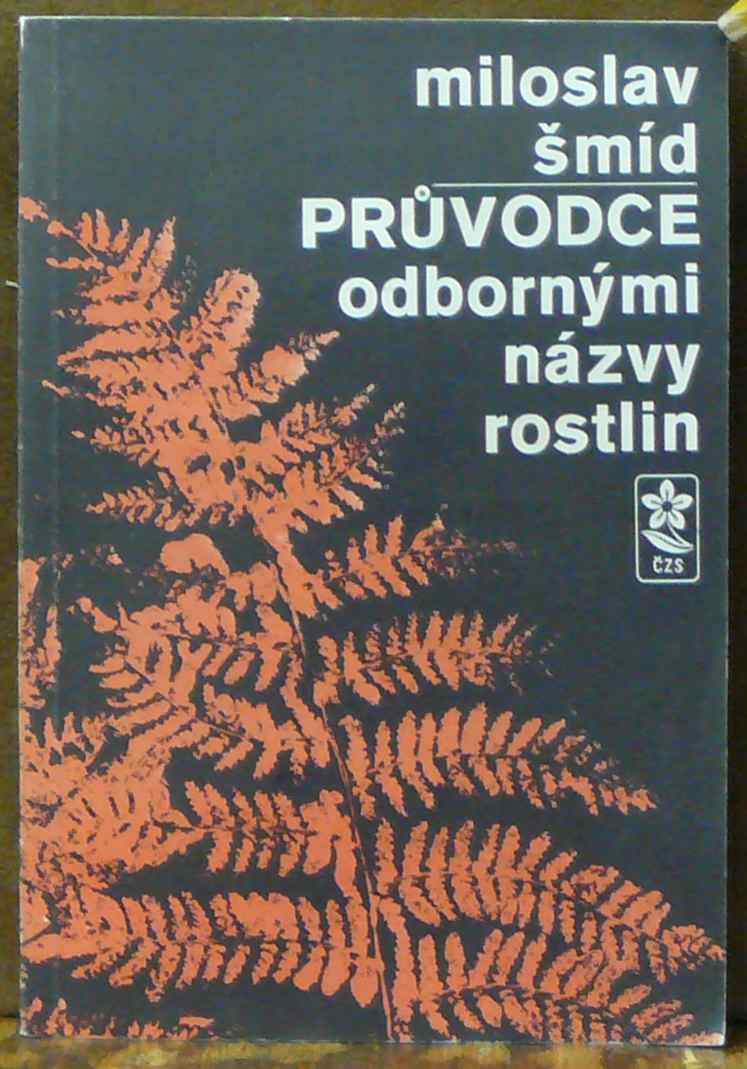 miloslav
šmíd
PRŮVODCE
odbornými
názvy
rostlin
ČZS